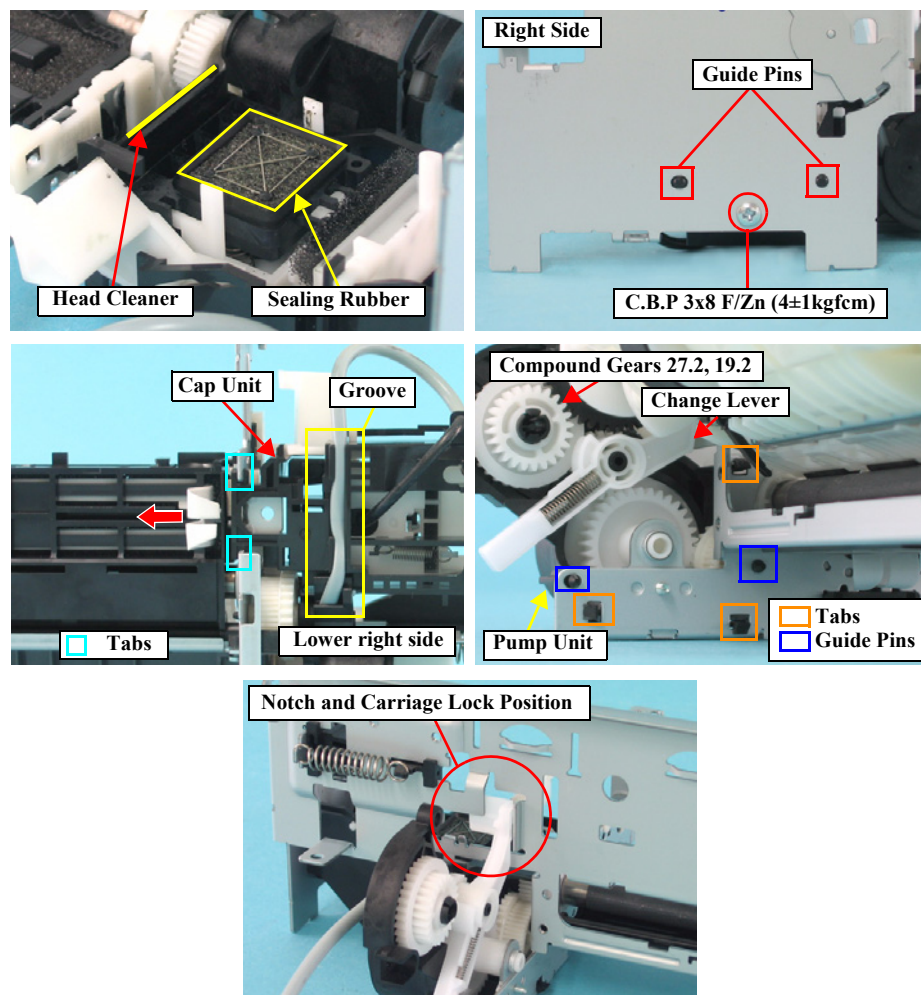 Head Cleaner
Sealing Rubber
Right Side
Guide Pins
C.B.P 3x8 F/Zn (4±1kgfcm)
Cap Unit
Groove
Tabs
Lower right side
Compound Gears 27.2, 19.2
Change Lever
Pump Unit
Tabs
Guide Pins
Notch and Carriage Lock Position